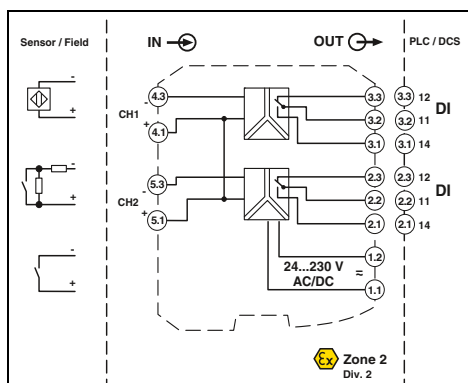 Sensor / Field
IN
OUT
PLC / DCS
-
+
-
+
-
+
CH1
-
4.3
+
4.1
CH2
5.3
-
+
5.1
3.3
3.2
3.1
2.3
2.2
2.1
1.2
1.1
24...230 V
AC/DC
≈
3.3 12
3.2 11
3.1 14
DI
2.3 12
2.2 11
2.1 14
DI
Ex Zone 2
Div. 2